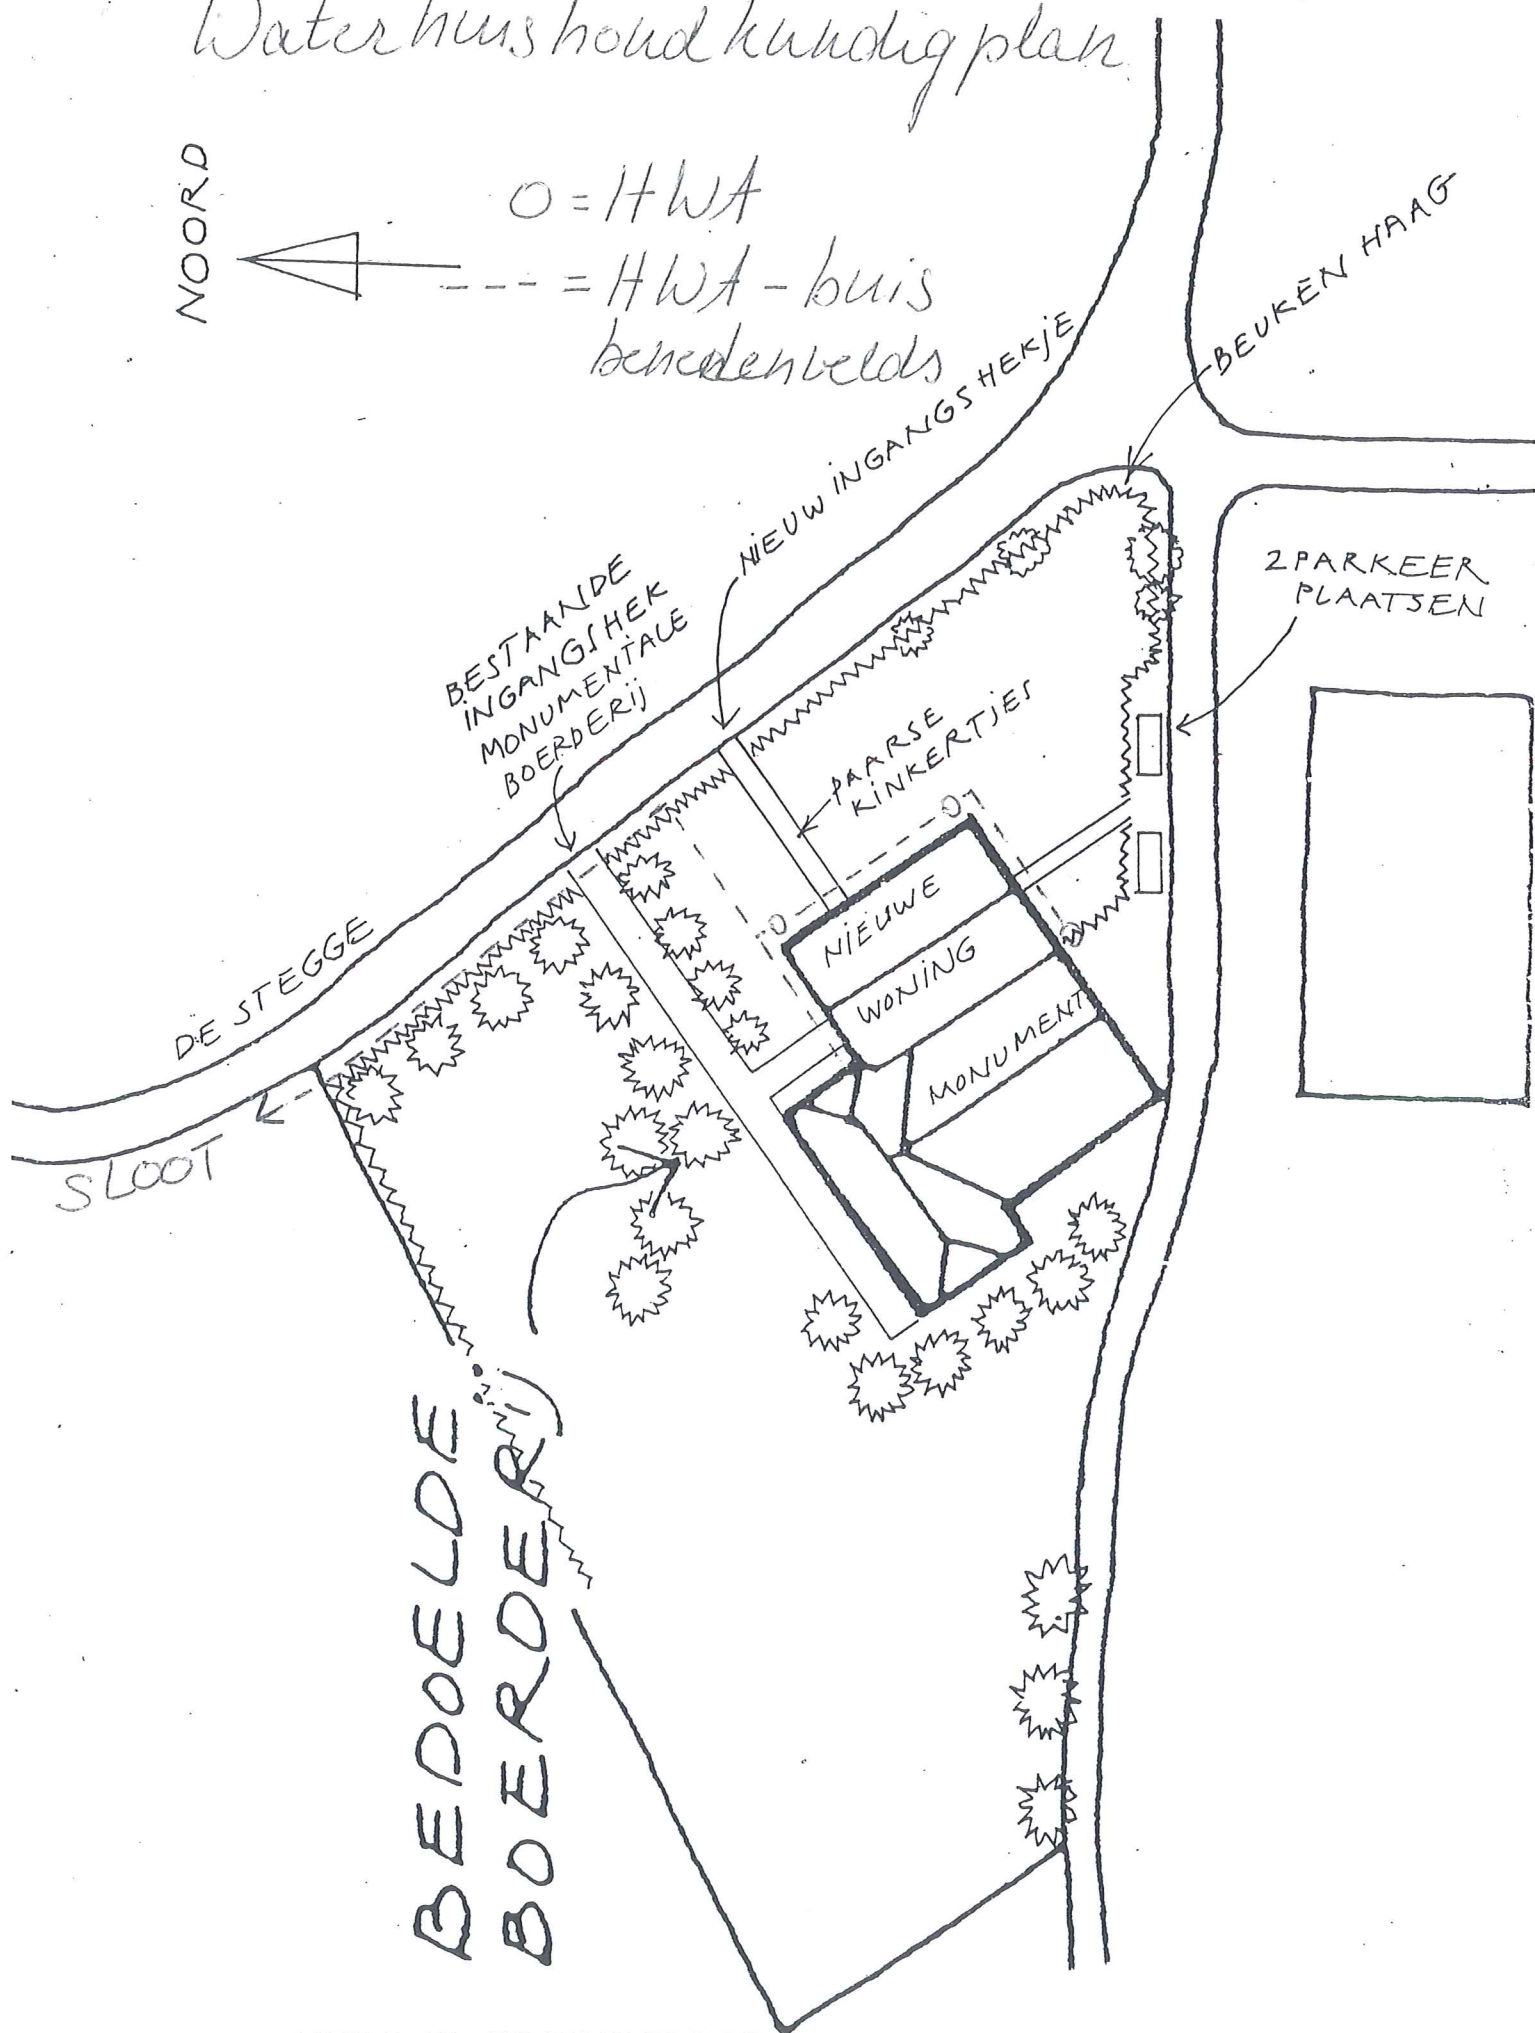 Waterhuishoudkundig plan
NOORD
O = HWA
--- = HWA - buis
benedenvelds
BEUKEN HAAG
NIEUW INGANGSHEKJE
2 PARKEER
PLAATSEN
BESTAANDE
INGANGSHEK
MONUMENTALE
BOERDERIJ
PAARSE
KINKERTJES
DE STEGGE
SLOOT
NIEUWE
WONING
MONUMENT
BEDOELDE
BOERDERIJ